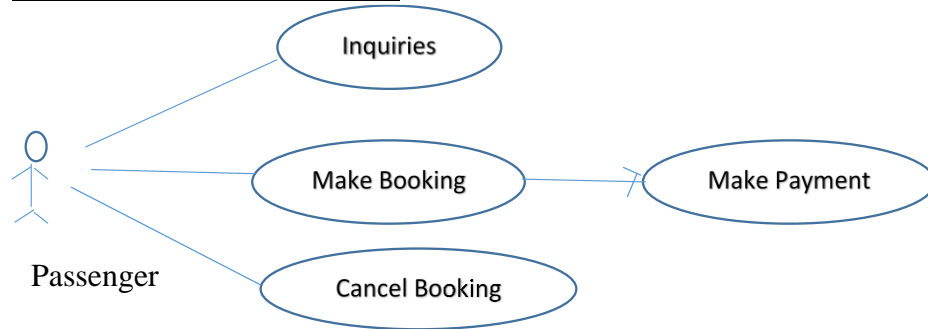 Inquiries
Make Booking
Make Payment
Passenger
Cancel Booking